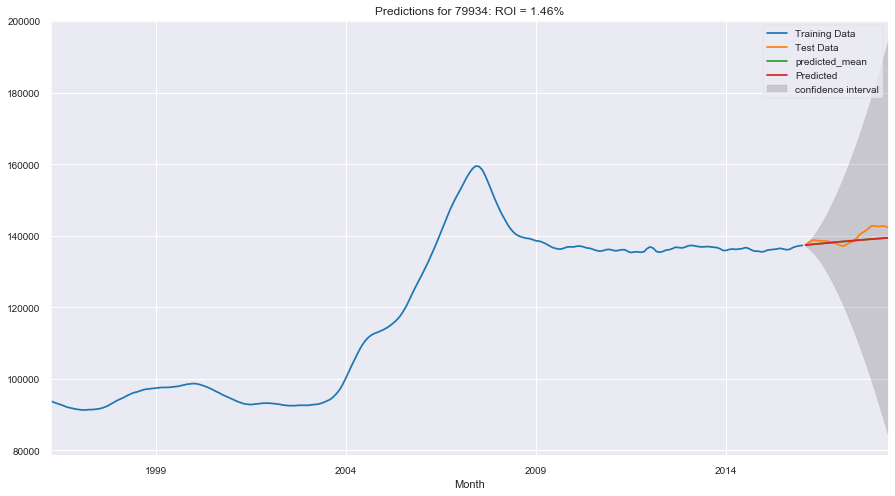 Predictions for 79934: ROI = 1.46%
200000
180000
160000
140000
120000
100000
80000
Training Data
Test Data
predicted_mean
Predicted
confidence interval
1999
2004
2009
2014
Month